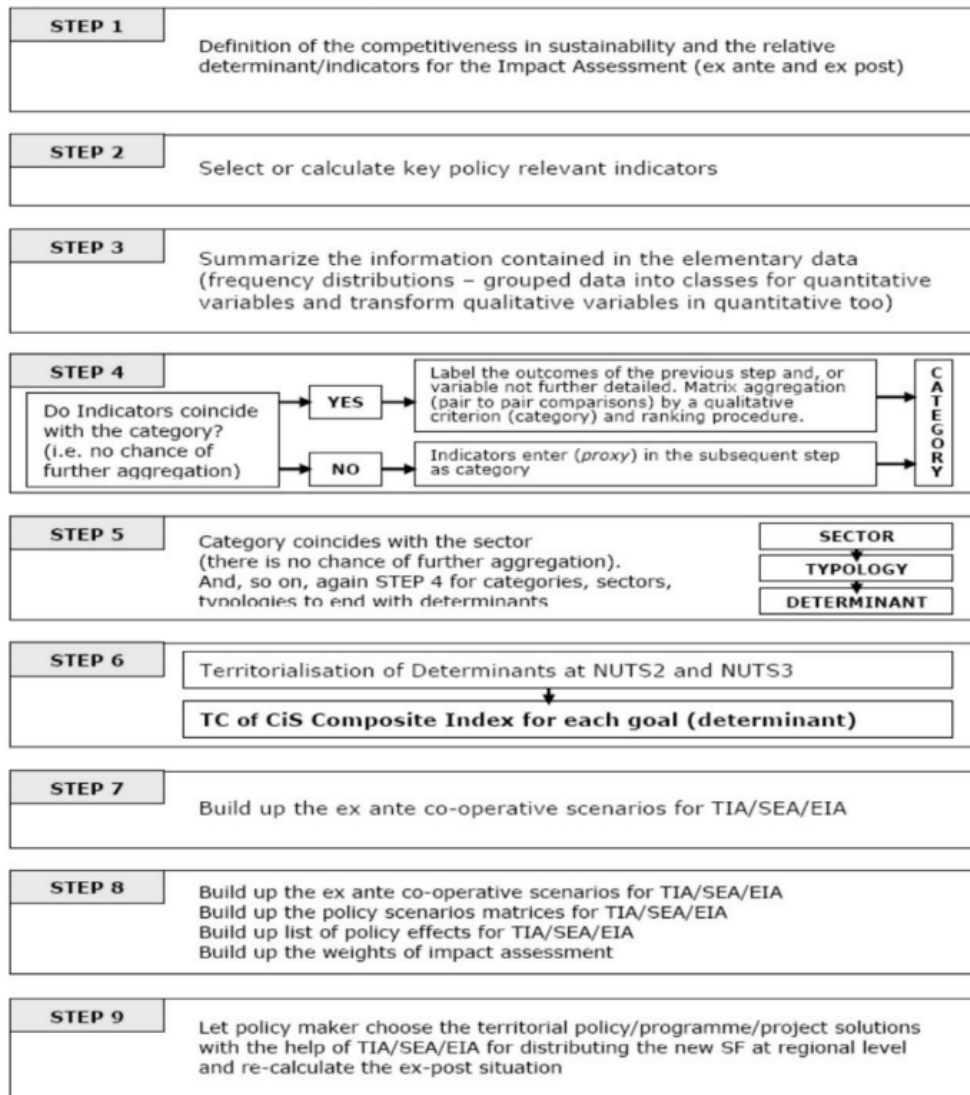 STEP 1
Definition of the competitiveness in sustainability and the relative
determinant/indicators for the Impact Assessment (ex ante and ex post)
STEP 2
Select or calculate key policy relevant indicators
STEP 3
Summarize the information contained in the elementary data
(frequency distributions – grouped data into classes for quantitative
variables and transform qualitative variables in quantitative too)
STEP 4
Do Indicators coincide
with the category?
(i.e. no chance of
further aggregation)
YES
Label the outcomes of the previous step and, or
variable not further detailed. Matrix aggregation
(pair to pair comparisons) by a qualitative
criterion (category) and ranking procedure.
NO
Indicators enter (proxy) in the subsequent step
as category
CATEGORY
STEP 5
Category coincides with the sector
(there is no chance of further aggregation).
And, so on, again STEP 4 for categories, sectors,
typologies to end with determinants
SECTOR
TYPOLOGY
DETERMINANT
STEP 6
Territorialisation of Determinants at NUTS2 and NUTS3
TC of CiS Composite Index for each goal (determinant)
STEP 7
Build up the ex ante co-operative scenarios for TIA/SEA/EIA
STEP 8
Build up the ex ante co-operative scenarios for TIA/SEA/EIA
Build up the policy scenarios matrices for TIA/SEA/EIA
Build up list of policy effects for TIA/SEA/EIA
Build up the weights of impact assessment
STEP 9
Let policy maker choose the territorial policy/programme/project solutions
with the help of TIA/SEA/EIA for distributing the new SF at regional level
and re-calculate the ex-post situation